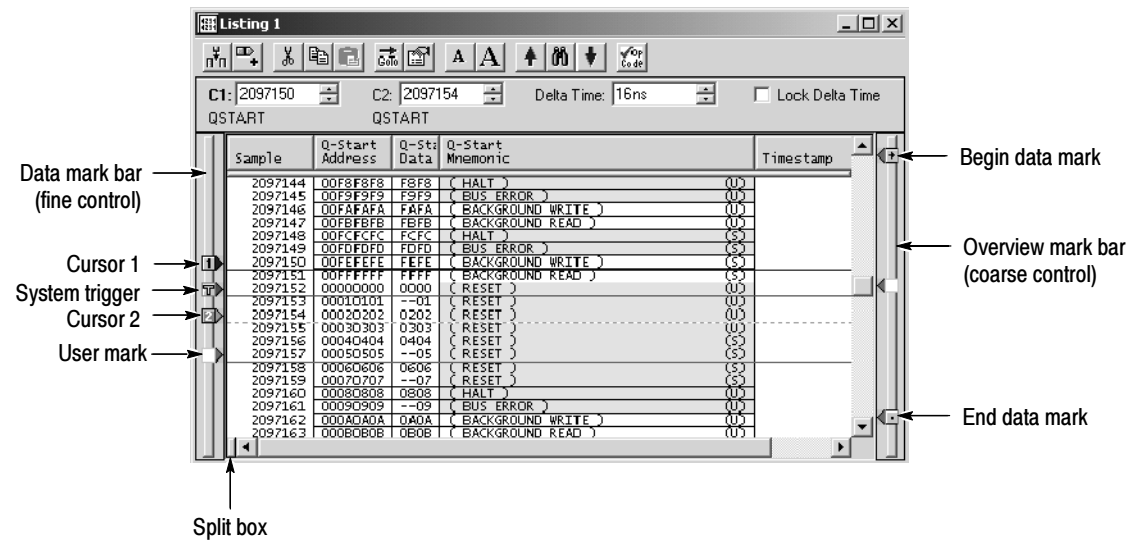 Listing 1
GoTo
A A
Op Code
C1: 2097150 C2: 2097154 Delta Time: 16ns Lock Delta Time
QSTART QSTART
Sample Q-Start Address Q-Sta Data Q-Start Mnemonic Timestamp
2097144 00F8F8F8 F8F8 ( HALT ) (U)
2097145 00F9F9F9 F9F9 ( BUS ERROR ) (U)
2097146 00FAFAFA FAFA ( BACKGROUND WRITE ) (U)
2097147 00FBFBFB FBFB ( BACKGROUND READ ) (U)
2097148 00FCFCFC FCFC ( HALT ) (S)
2097149 00FDFDFD FDFD ( BUS ERROR ) (S)
2097150 00FEFEFE FEFE ( BACKGROUND WRITE ) (S)
2097151 00FFFFFF FFFF ( BACKGROUND READ ) (S)
2097152 00000000 0000 ( RESET ) (U)
2097153 00010101 --01 ( RESET ) (U)
2097154 00020202 0202 ( RESET ) (U)
2097155 00030303 0303 ( RESET ) (U)
2097156 00040404 0404 ( RESET ) (S)
2097157 00050505 --05 ( RESET ) (S)
2097158 00060606 0606 ( RESET ) (S)
2097159 00070707 --07 ( RESET ) (S)
2097160 00080808 0808 ( HALT ) (U)
2097161 00090909 --09 ( BUS ERROR ) (U)
2097162 000A0A0A 0A0A ( BACKGROUND WRITE ) (U)
2097163 000B0B0B 0B0B ( BACKGROUND READ ) (U)
Data mark bar
(fine control)
Cursor 1
1
System trigger
T
Cursor 2
2
User mark
Split box
Begin data mark
Overview mark bar
(coarse control)
End data mark